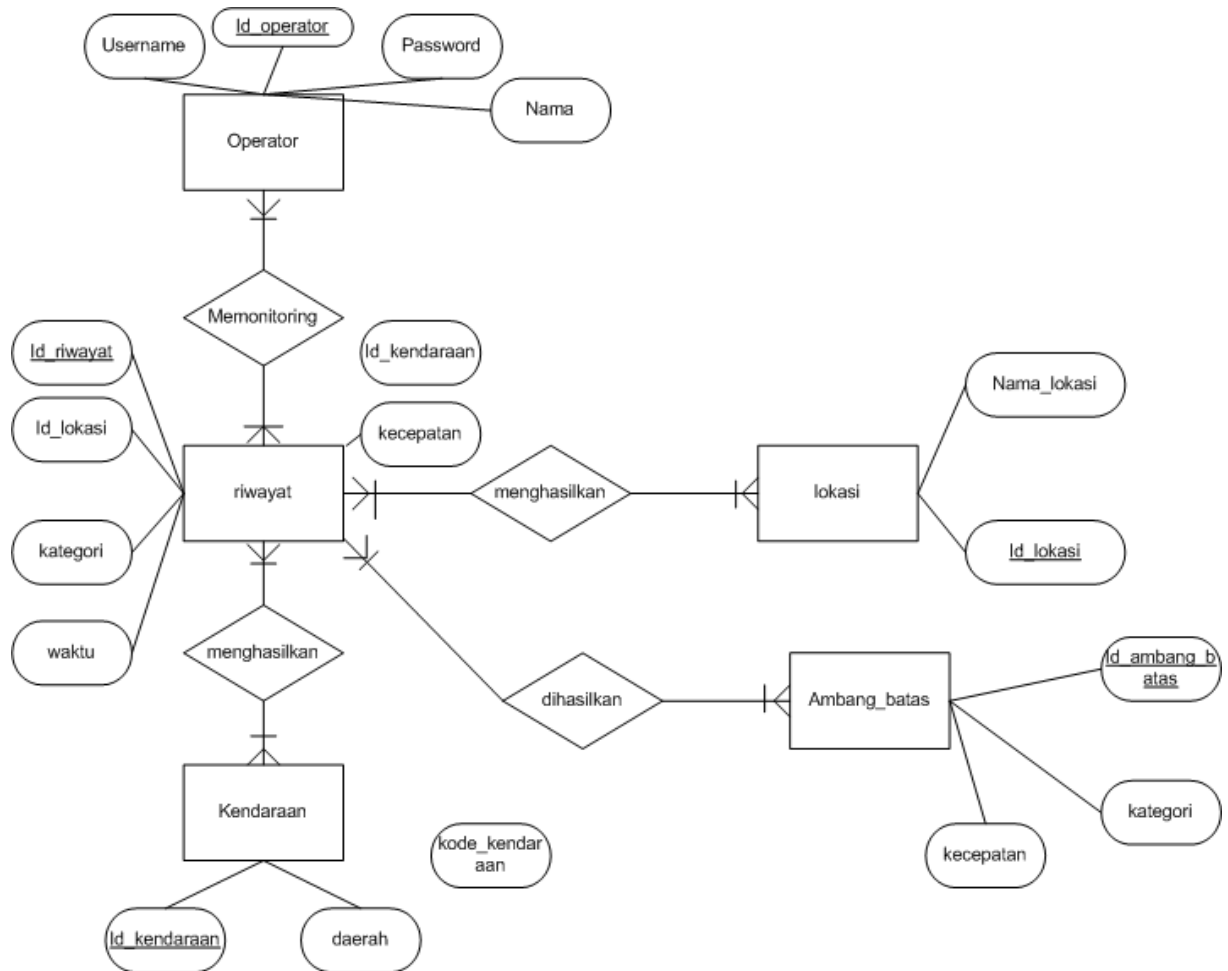 Id_operator
Username
Password
Nama
Operator
Memonitoring
Id_riwayat
Id_kendaraan
Nama_lokasi
Id_lokasi
kecepatan
riwayat
menghasilkan
lokasi
kategori
Id_lokasi
waktu
menghasilkan
dihasilkan
Ambang_batas
Id_ambang_b
atas
Kendaraan
kategori
kode_kendar
aan
kecepatan
Id_kendaraan
daerah